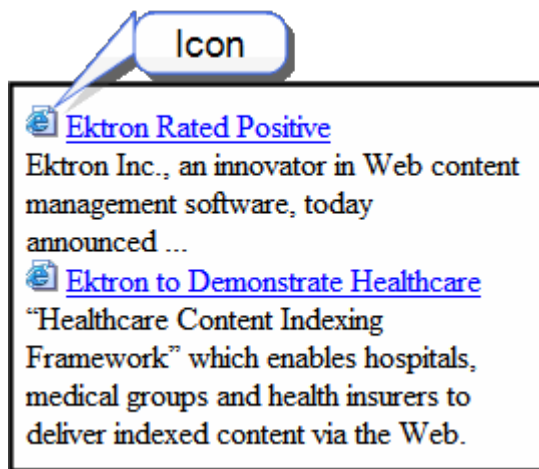 Icon
Ektron Rated Positive
Ektron Inc., an innovator in Web content
management software, today
announced ...
Ektron to Demonstrate Healthcare
“Healthcare Content Indexing
Framework” which enables hospitals,
medical groups and health insurers to
deliver indexed content via the Web.